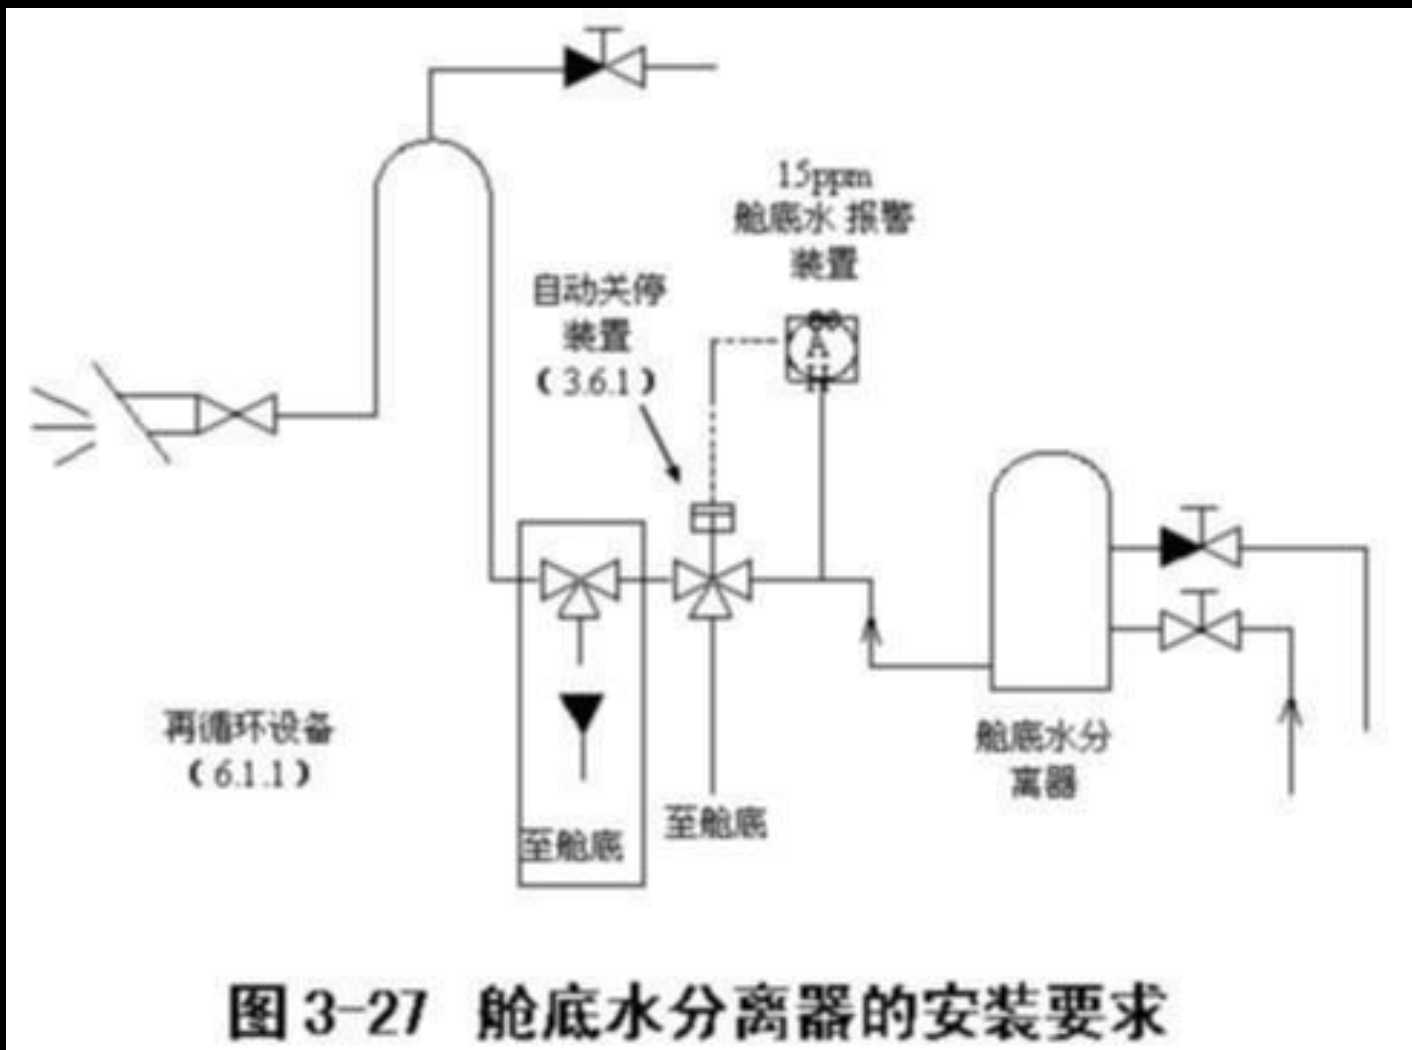 15ppm
舱底水 报警
装置
自动关停
装置
（3.6.1）
A
再循环设备
（6.1.1）
至舱底
至舱底
舱底水分
离器
图 3-27 舱底水分离器的安装要求